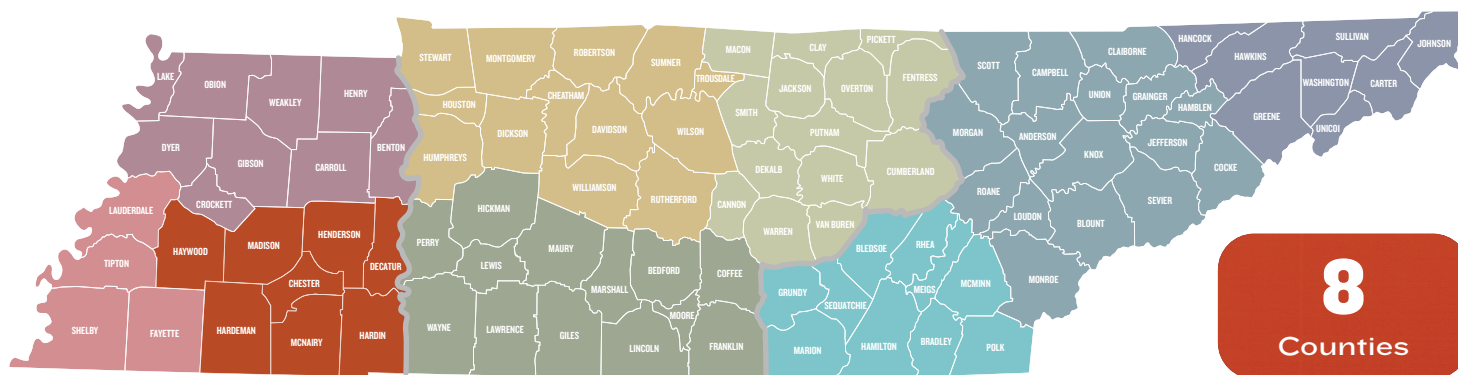 LAKE
OBION
WEAKLEY
HENRY
DYER
GIBSON
CARROLL
BENTON
CROCKETT
LAUDERDALE
TIPTON
SHELBY
FAYETTE
HAYWOOD
MADISON
HENDERSON
DECATUR
CHESTER
HARDEMAN
MCNAIRY
HARDIN
STEWART
MONTGOMERY
ROBERTSON
SUMNER
TROUSDALE
HOUSTON
CHEATHAM
DICKSON
DAVIDSON
WILSON
HUMPHREYS
WILLIAMSON
RUTHERFORD
MACON
CLAY
PICKETT
JACKSON
OVERTON
FENTRESS
SMITH
PUTNAM
DEKALB
WHITE
CUMBERLAND
CANNON
WARREN
VAN BUREN
PERRY
HICKMAN
LEWIS
MAURY
MARSHALL
BEDFORD
COFFEE
MOORE
WAYNE
LAWRENCE
GILES
LINCOLN
FRANKLIN
BLEDSOE
RHEA
GRUNDY
SEQUATCHIE
MEIGS
MCMINN
MARION
HAMILTON
BRADLEY
POLK
SCOTT
CAMPBELL
CLAIBORNE
UNION
GRAINGER
HAMBLEN
MORGAN
ANDERSON
KNOX
JEFFERSON
COCKE
ROANE
LOUDON
BLOUNT
SEVIER
MONROE
HANCOCK
HAWKINS
SULLIVAN
JOHNSON
WASHINGTON
CARTER
GREENE
UNICOI
8
Counties